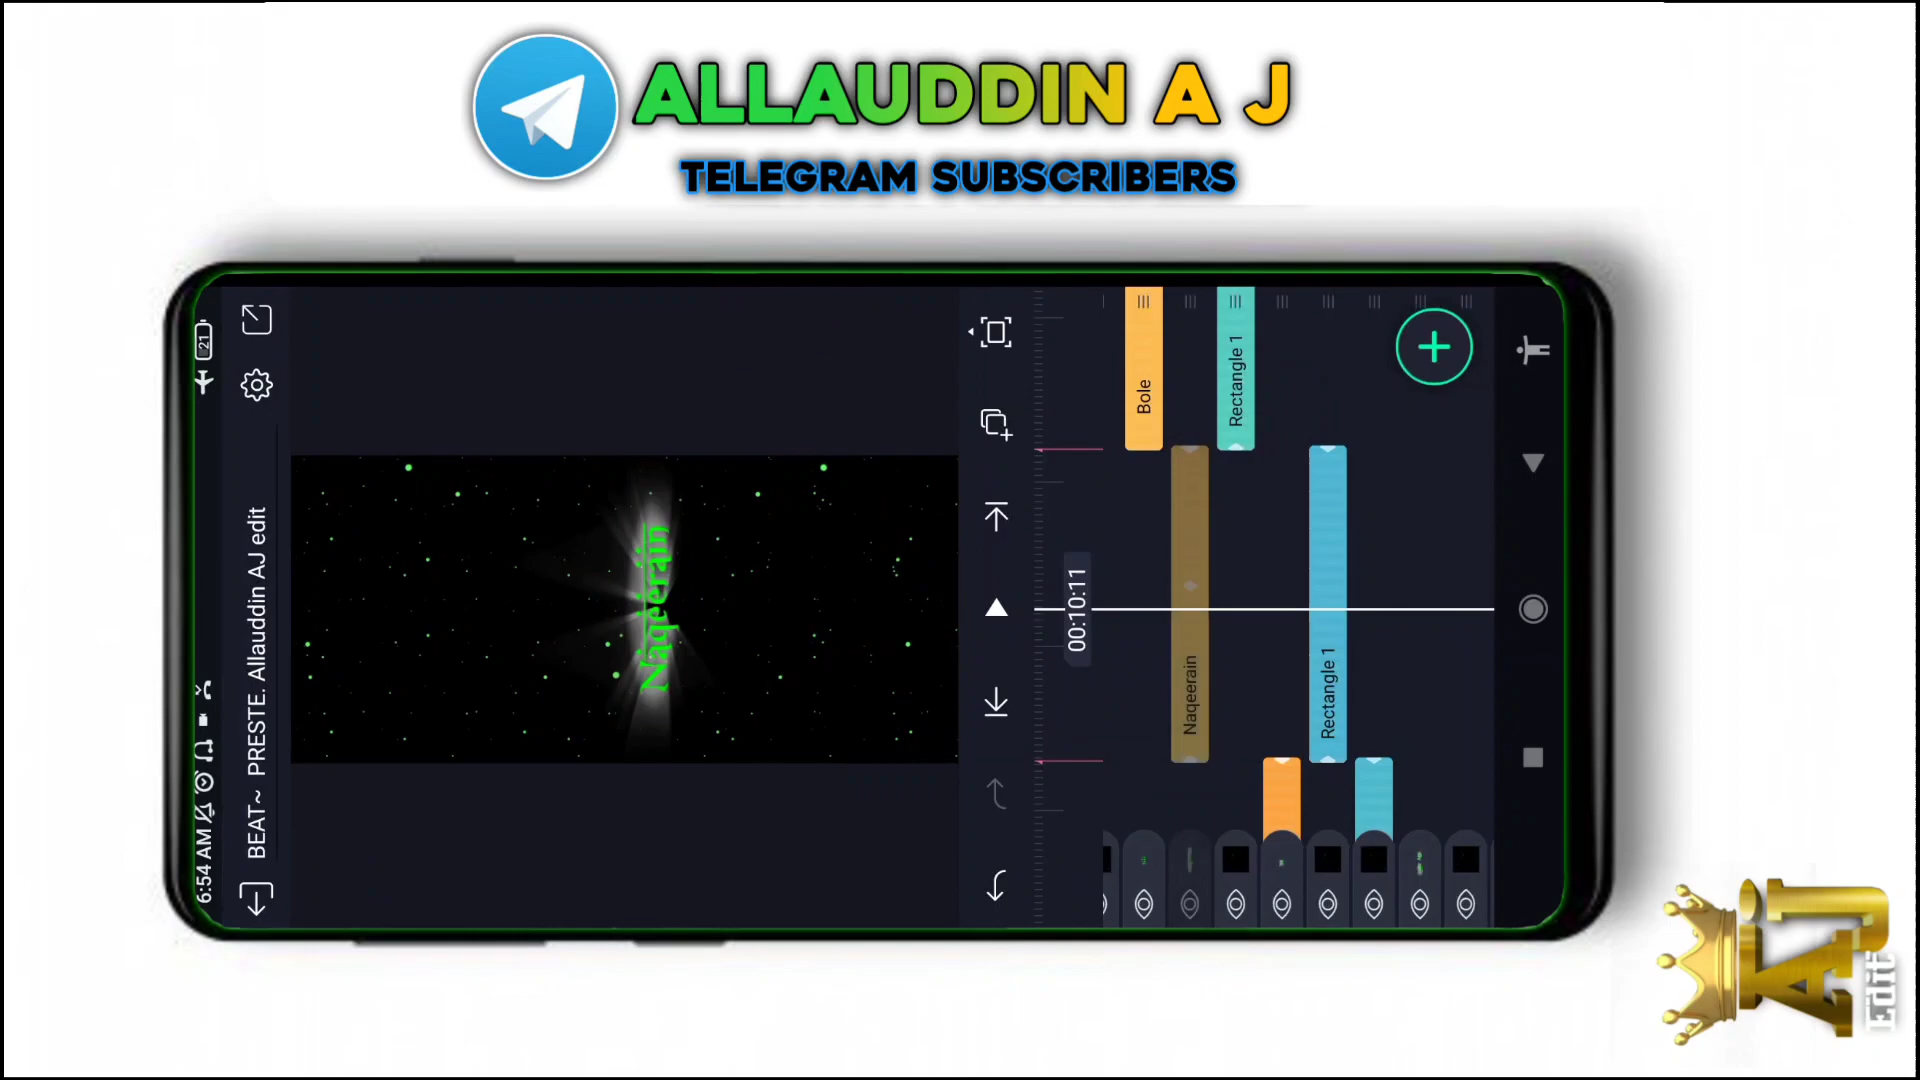 ALLAUDDIN A J
TELEGRAM SUBSCRIBERS
6:54 AM
21
BEAT~ PRESTE. Allauddin AJ edit
Naqeerain
00:10:11
Bole
Naqeerain
Rectangle 1
Rectangle 1
AJ
Edit